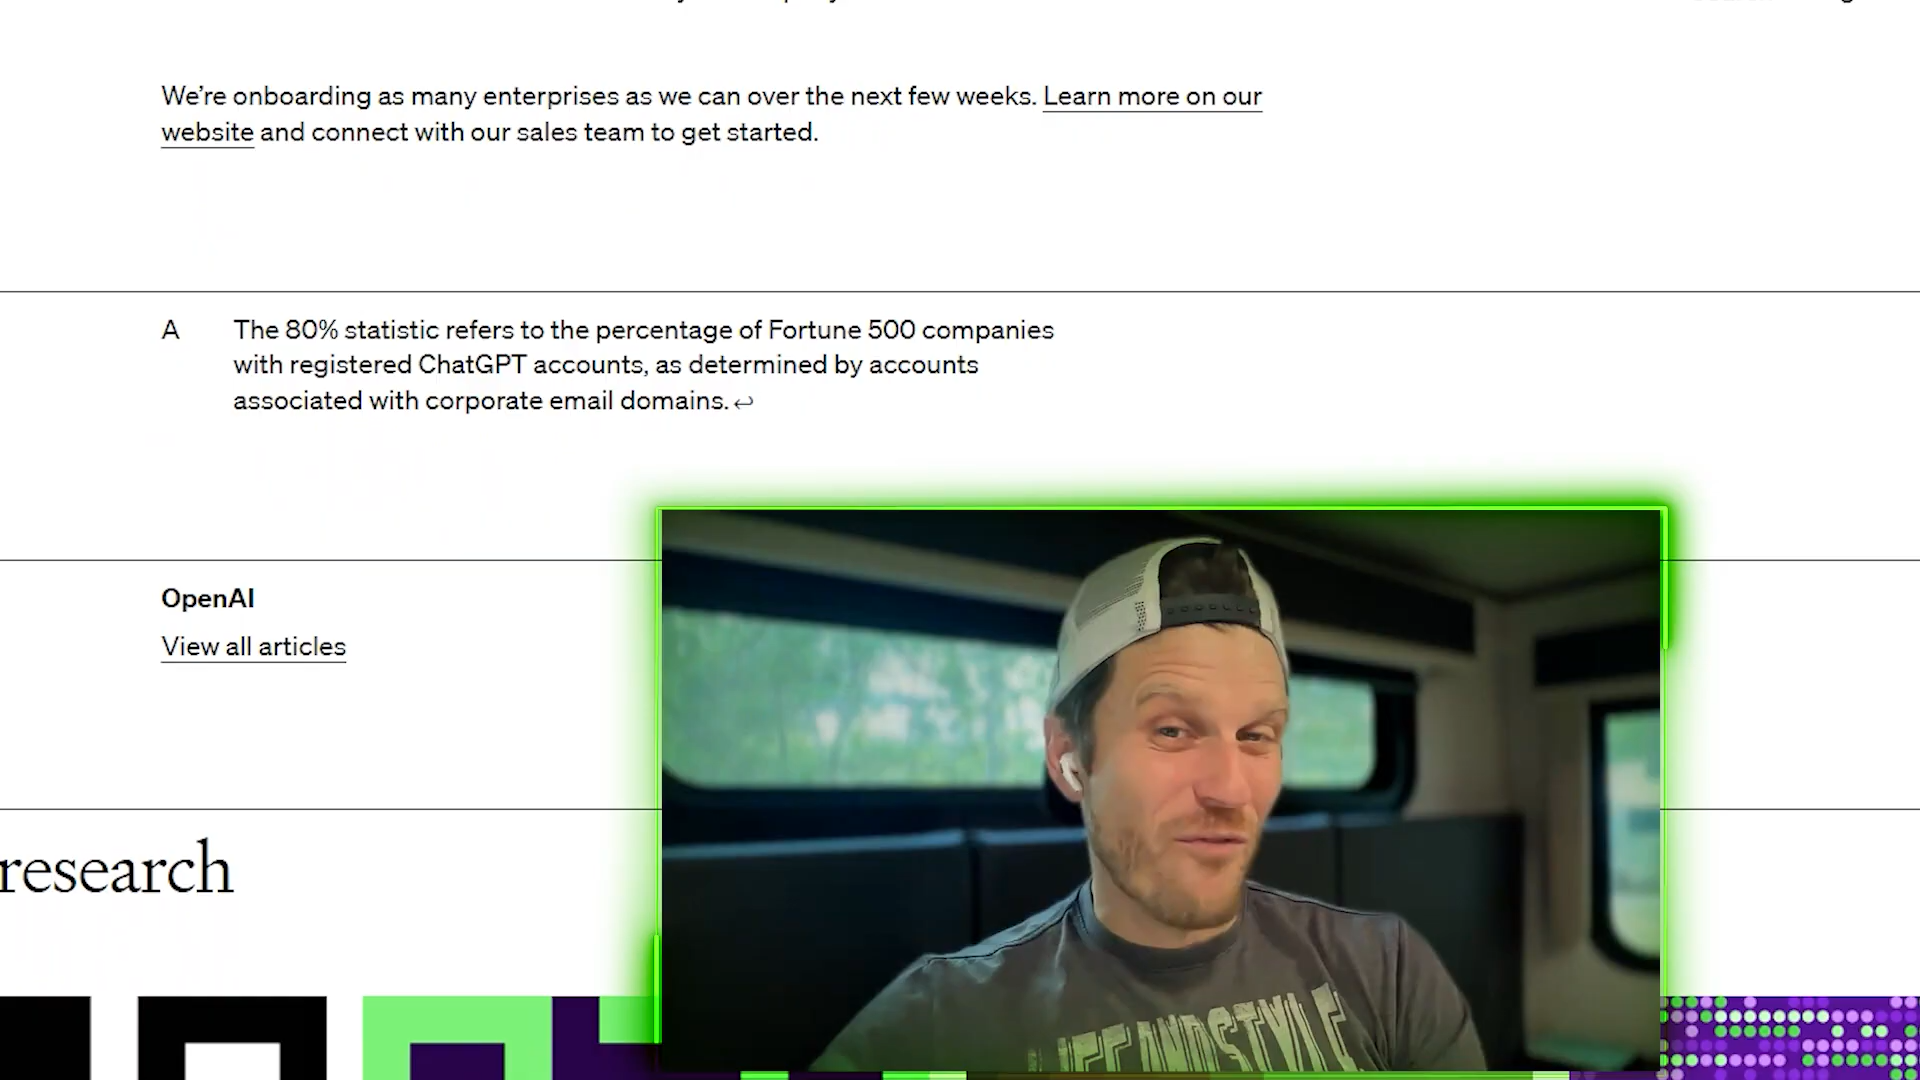 We're onboarding as many enterprises as we can over the next few weeks. Learn more on our
website and connect with our sales team to get started.
A
The 80% statistic refers to the percentage of Fortune 500 companies
with registered ChatGPT accounts, as determined by accounts
associated with corporate email domains. ↩
OpenAI
View all articles
research
LIFE AND STYLE